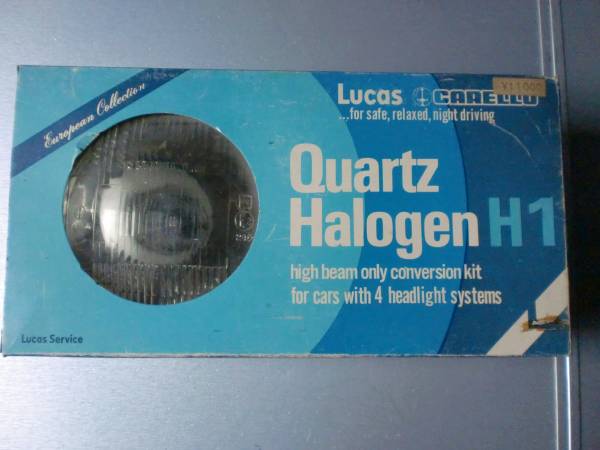 European Collection
Lucas CARELLO
...for safe, relaxed, night driving
Quartz
Halogen H1
high beam only conversion kit
for cars with 4 headlight systems
Lucas Service